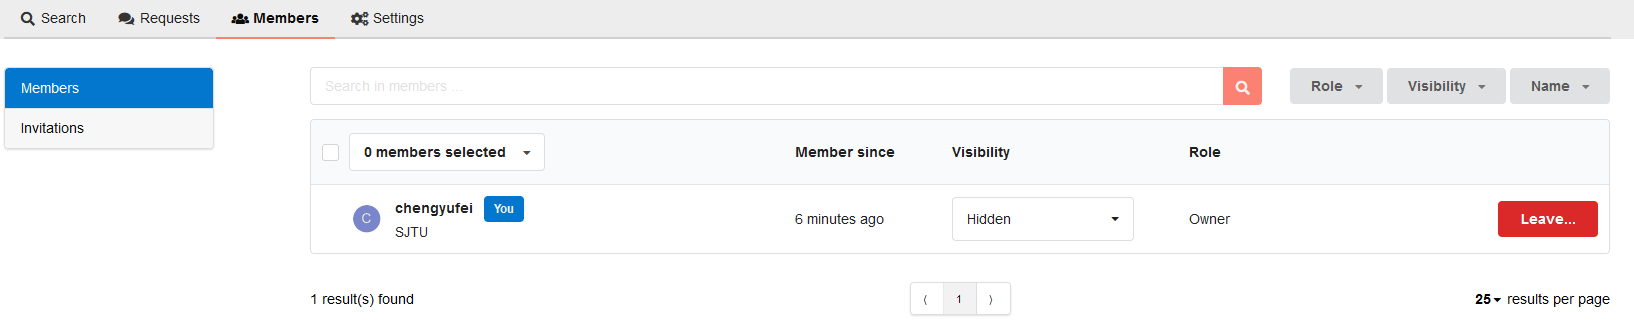 Search Requests Members Settings
Members
Invitations
Search in members ...
Role Visibility Name
0 members selected Member since Visibility Role
C chengyufei You 6 minutes ago Hidden Owner Leave...
SJTU
1 result(s) found ⟨ 1 ⟩ 25 results per page